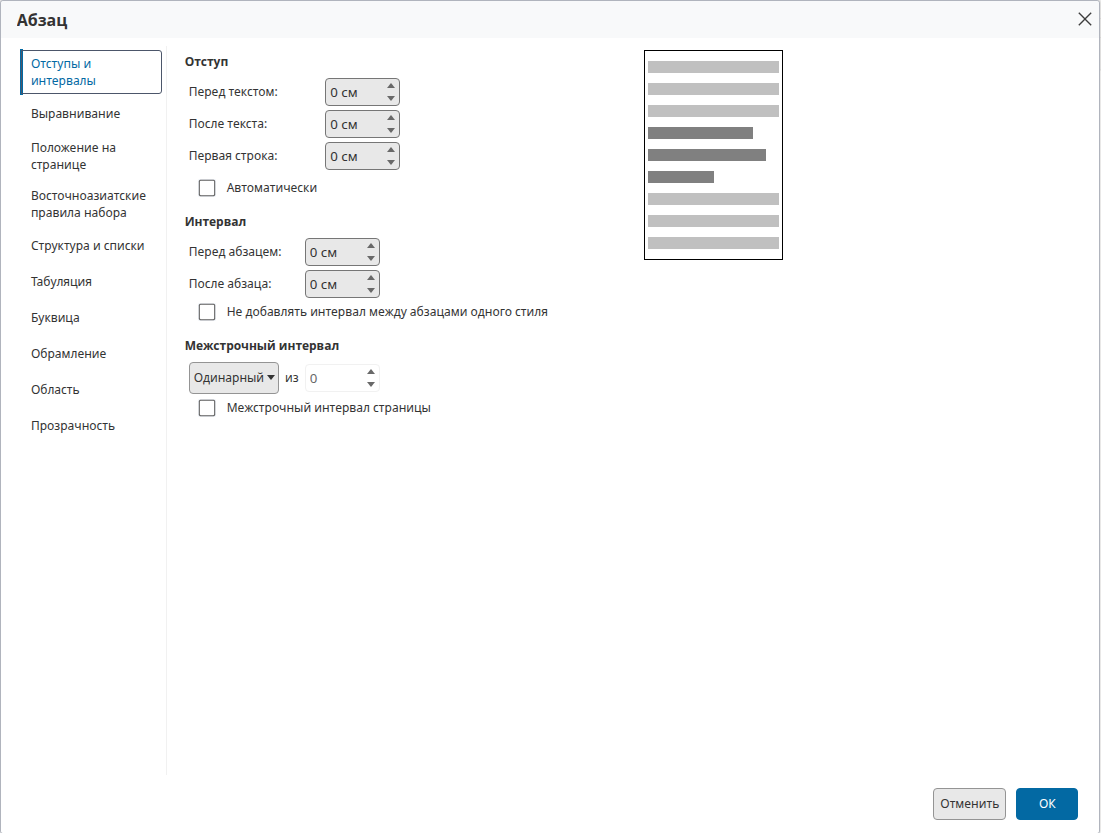 Абзац
Отступы и
интервалы
Выравнивание
Положение на
странице
Восточноазиатские
правила набора
Структура и списки
Табуляция
Буквица
Обрамление
Область
Прозрачность
Отступ
Перед текстом: 0 см
После текста: 0 см
Первая строка: 0 см
Автоматически
Интервал
Перед абзацем: 0 см
После абзаца: 0 см
Не добавлять интервал между абзацами одного стиля
Межстрочный интервал
Одинарный из 0
Межстрочный интервал страницы
Отменить OK